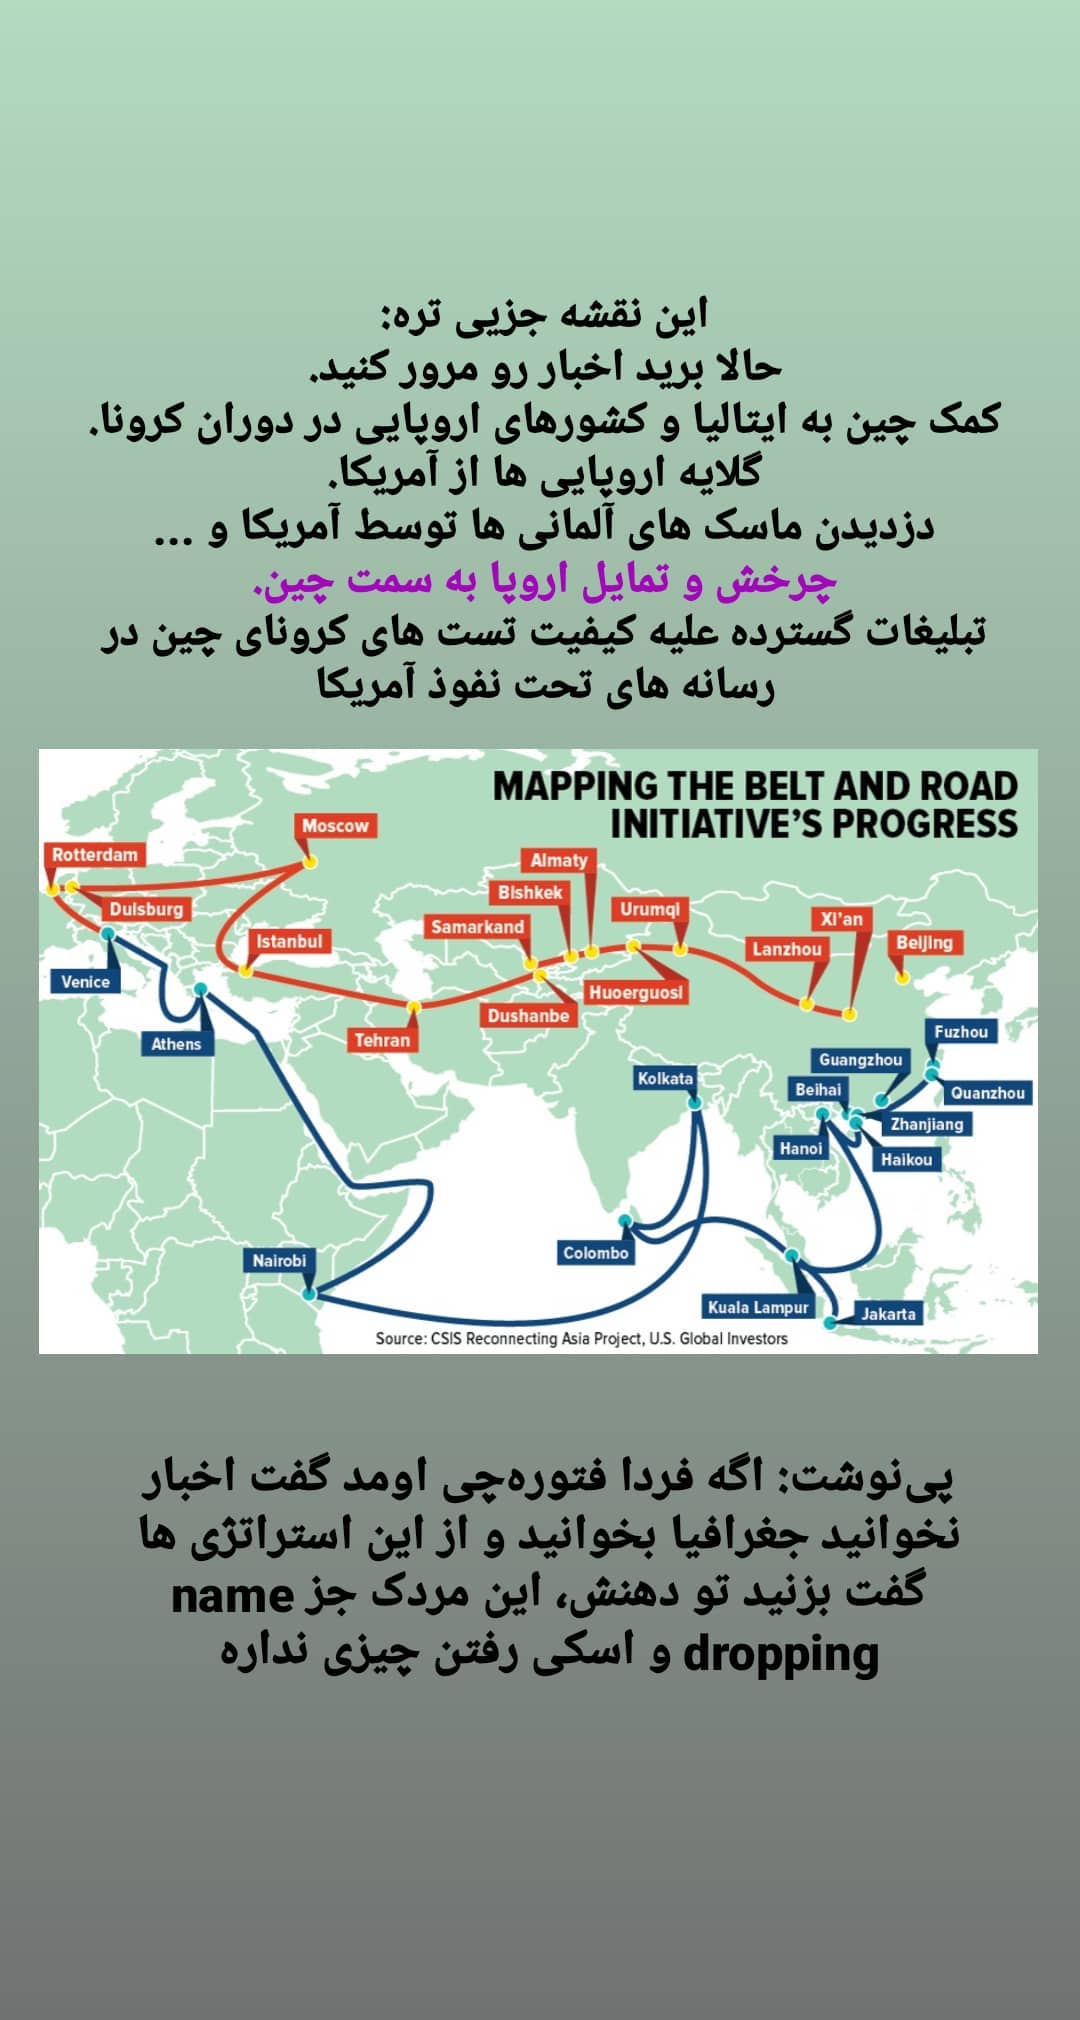 این نقشه جزیی تره:
حالا برید اخبار رو مرور کنید.
کمک چین به ایتالیا و کشورهای اروپایی در دوران کرونا.
گلایه اروپایی ها از آمریکا.
دزدیدن ماسک های آلمانی ها توسط آمریکا و ...
چرخش و تمایل اروپا به سمت چین.
تبلیغات گسترده علیه کیفیت تست های کرونای چین در
رسانه های تحت نفوذ آمریکا
MAPPING THE BELT AND ROAD
INITIATIVE'S PROGRESS
Moscow
Rotterdam
Duisburg
Istanbul
Venice
Athens
Tehran
Almaty
Bishkek
Samarkand
Urumqi
Dushanbe
Huoerguosi
Lanzhou
Xi'an
Beijing
Fuzhou
Guangzhou
Quanzhou
Beihai
Zhanjiang
Hanoi
Haikou
Kolkata
Colombo
Nairobi
Kuala Lampur
Jakarta
Source: CSIS Reconnecting Asia Project, U.S. Global Investors
پی‌نوشت: اگه فردا فتوره‌چی اومد گفت اخبار
نخوانید جغرافیا بخوانید و از این استراتژی ها
گفت بزنید تو دهنش، این مردک جز name
dropping و اسکی رفتن چیزی نداره